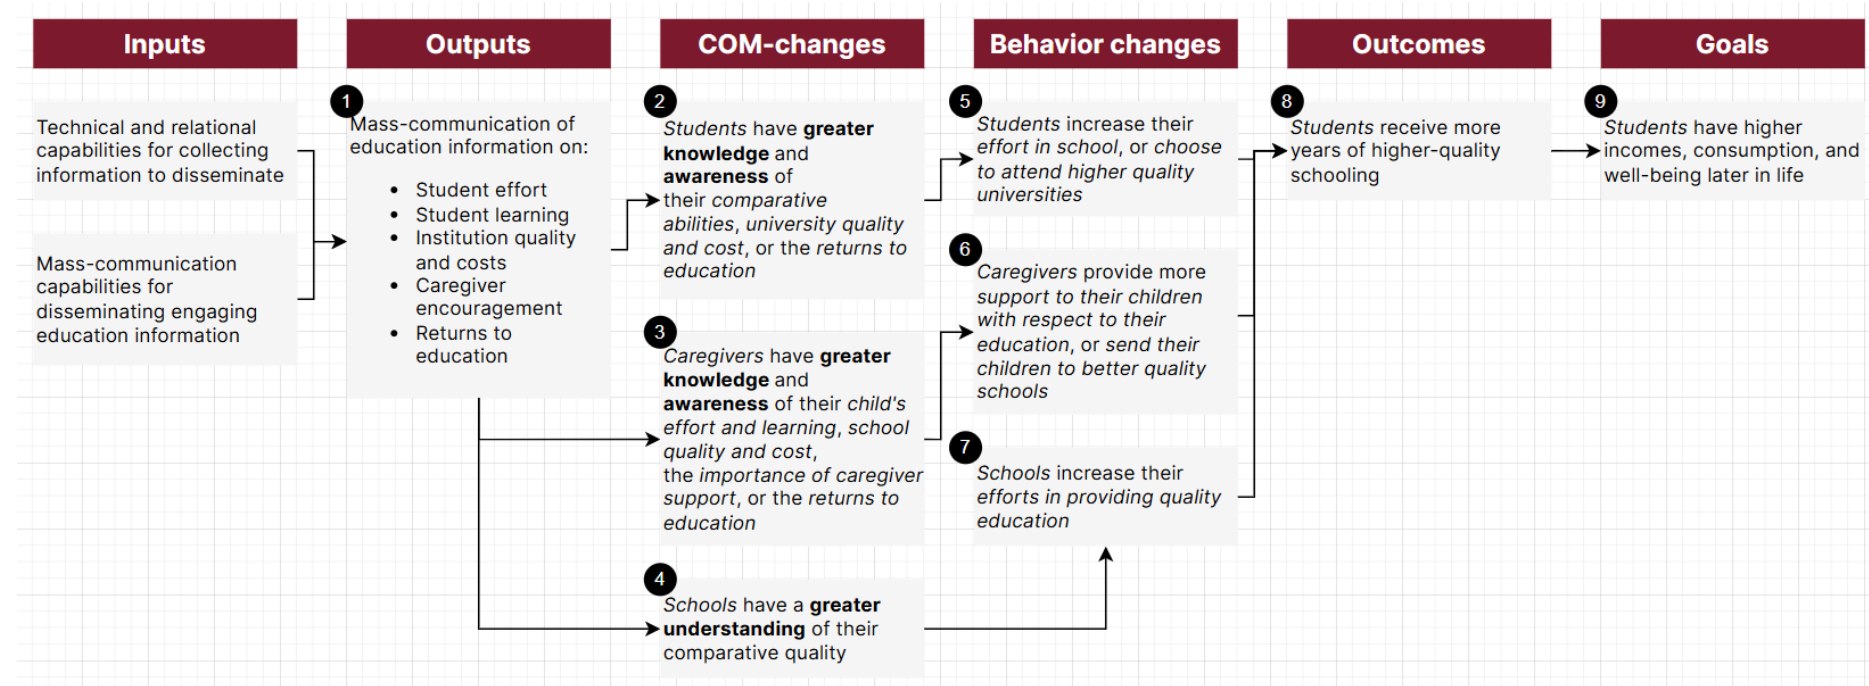 Inputs
Outputs
COM-changes
Behavior changes
Outcomes
Goals
Technical and relational
capabilities for collecting
information to disseminate
Mass-communication
capabilities for
disseminating engaging
education information
1
Mass-communication of
education information on:
• Student effort
• Student learning
• Institution quality
and costs
• Caregiver
encouragement
• Returns to
education
2
Students have greater
knowledge and
awareness of
their comparative
abilities, university quality
and cost, or the returns to
education
3
Caregivers have greater
knowledge and
awareness of their child's
effort and learning, school
quality and cost,
the importance of caregiver
support, or the returns to
education
4
Schools have a greater
understanding of their
comparative quality
5
Students increase their
effort in school, or choose
to attend higher quality
universities
6
Caregivers provide more
support to their children
with respect to their
education, or send their
children to better quality
schools
7
Schools increase their
efforts in providing quality
education
8
Students receive more
years of higher-quality
schooling
9
Students have higher
incomes, consumption, and
well-being later in life